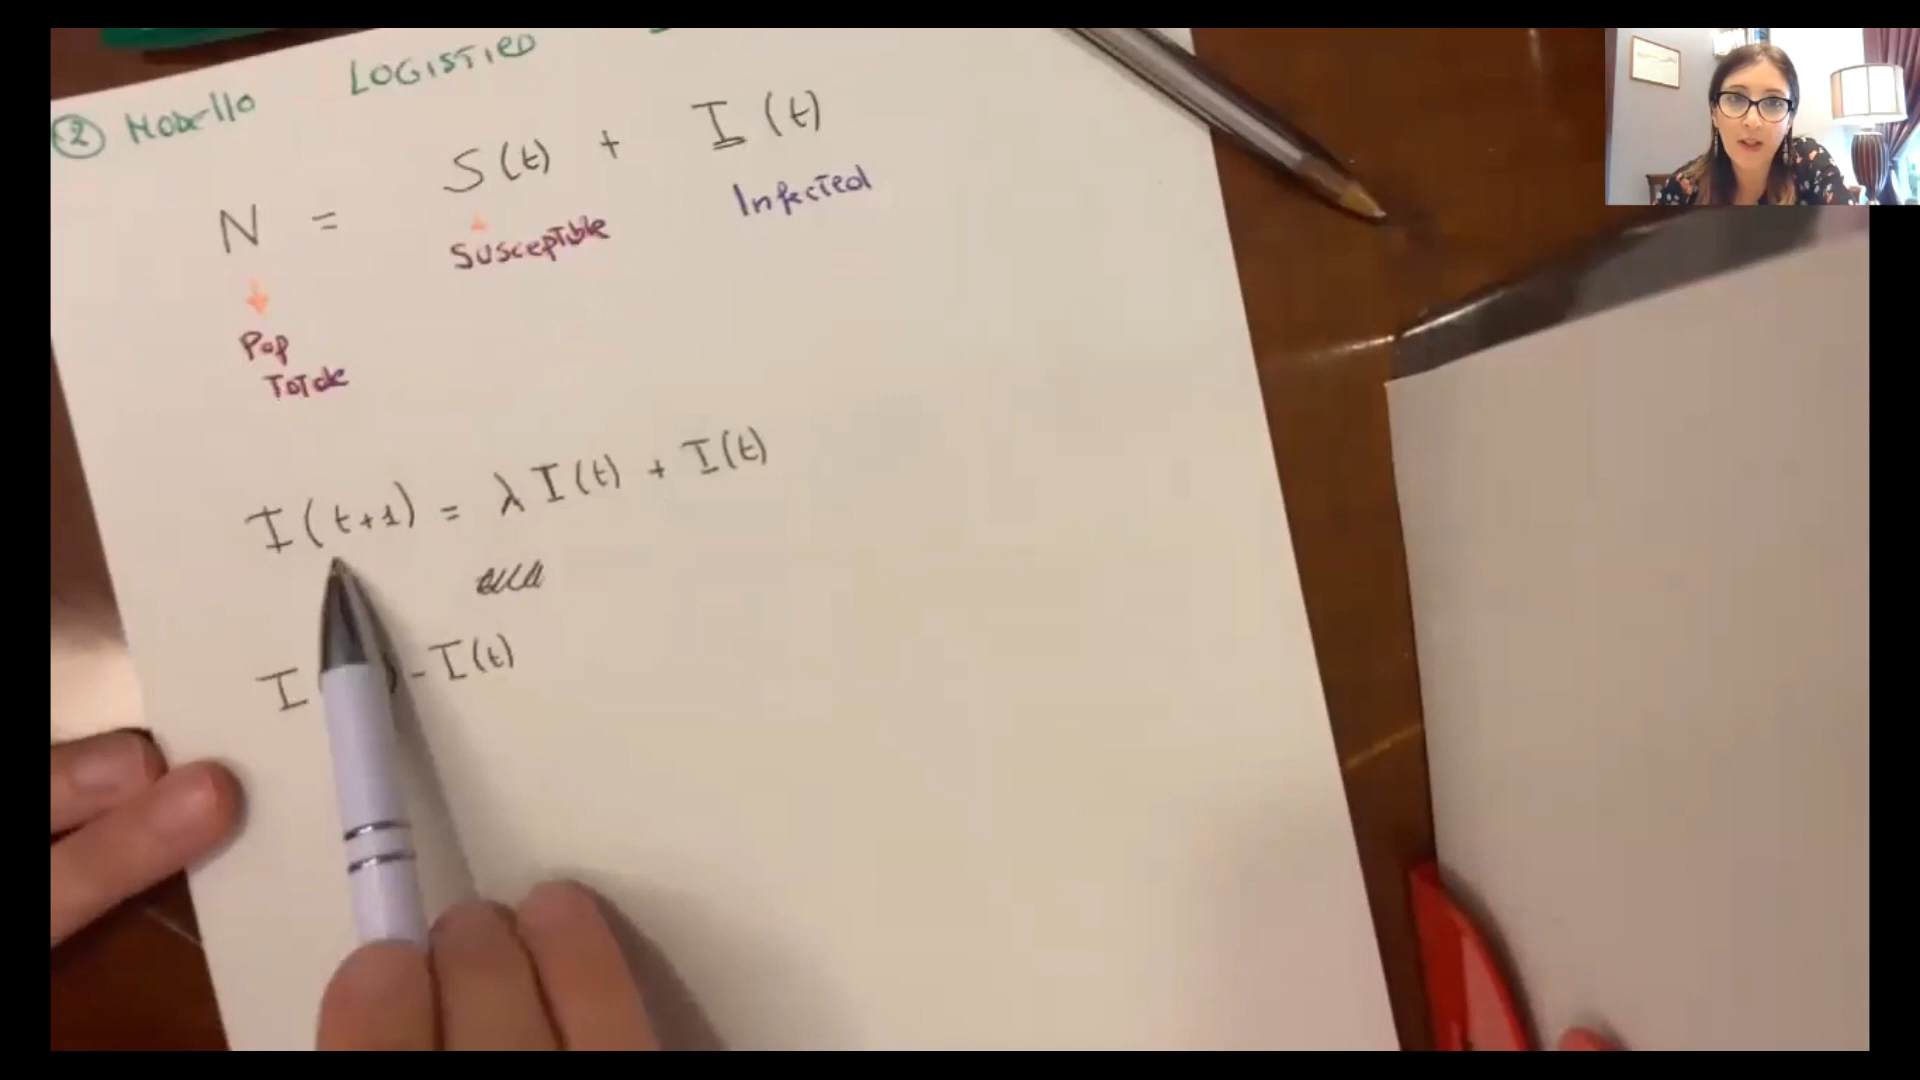 ② Modello LOGISTICO
N = S(t) + I(t)
Susceptible Infected
Pop
Totale
I(t+1) = λ I(t) + I(t)
I ) - I(t)